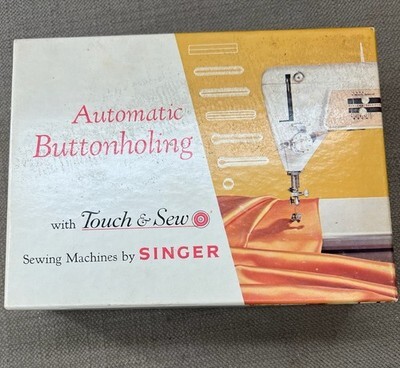 Automatic
Buttonholing
with Touch & Sew
Sewing Machines by SINGER